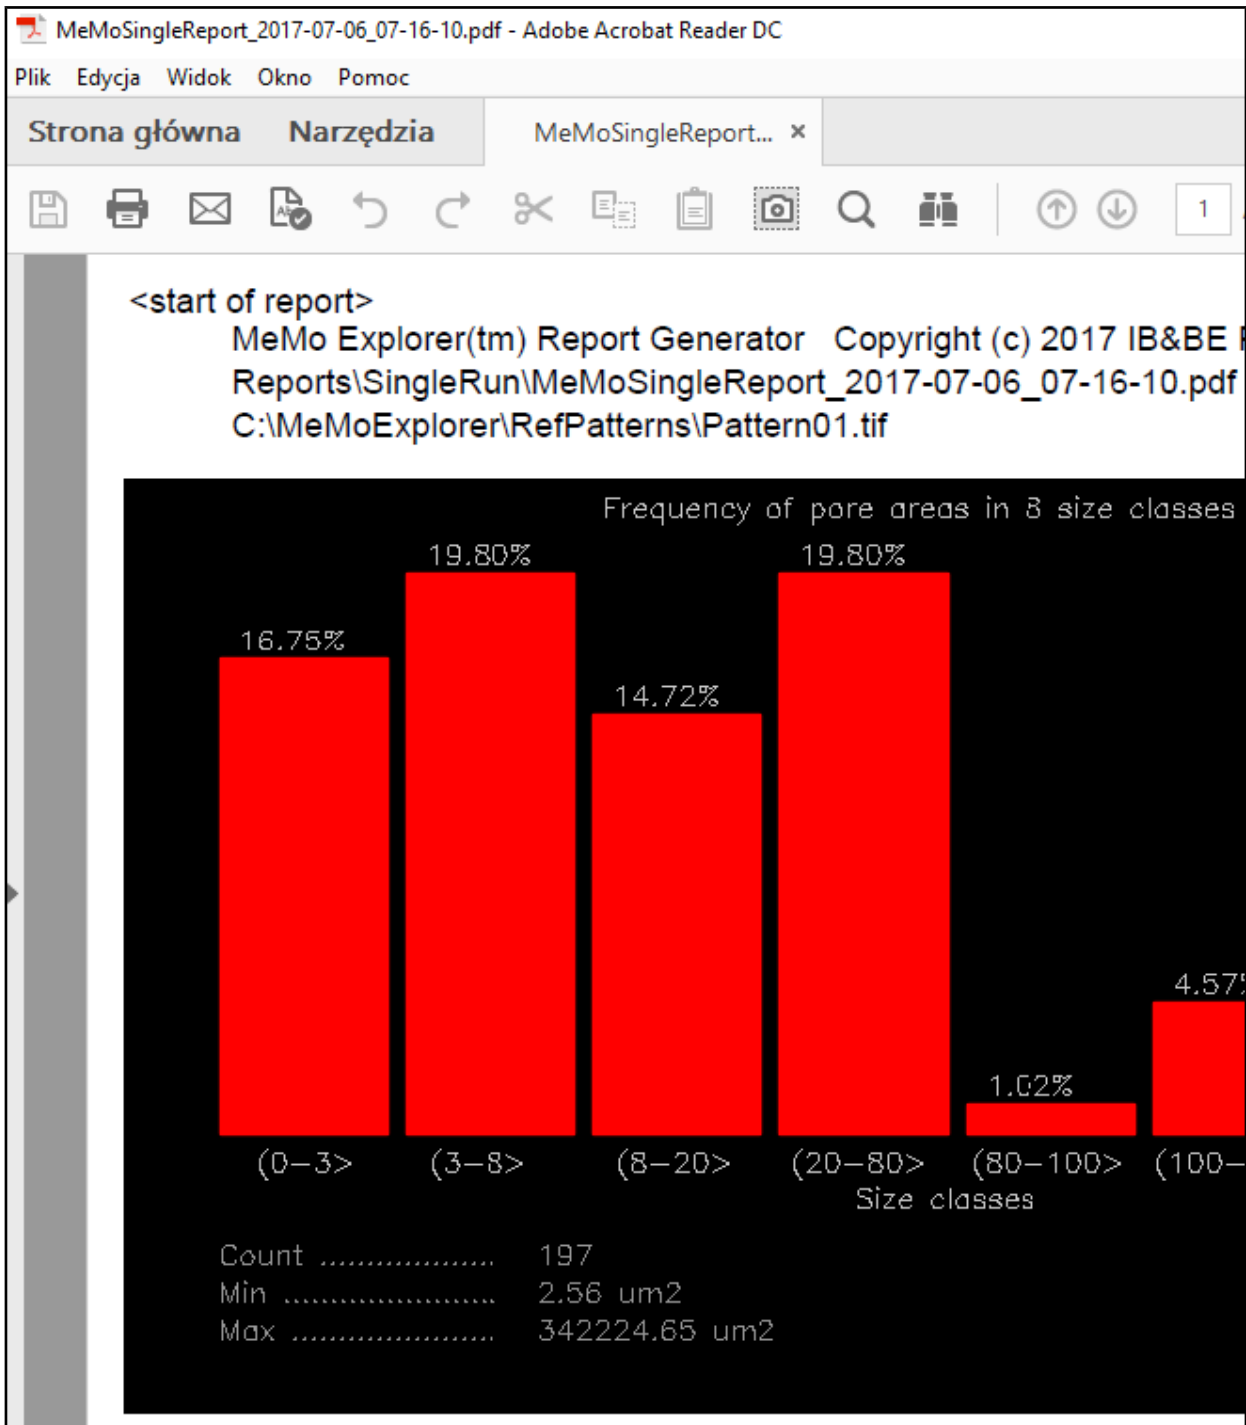 MeMoSingleReport_2017-07-06_07-16-10.pdf - Adobe Acrobat Reader DC
Plik Edycja Widok Okno Pomoc
Strona główna Narzędzia MeMoSingleReport... ×
1
<start of report>
MeMo Explorer(tm) Report Generator Copyright (c) 2017 IB&BE
Reports\SingleRun\MeMoSingleReport_2017-07-06_07-16-10.pdf
C:\MeMoExplorer\RefPatterns\Pattern01.tif
Frequency of pore areas in 8 size classes
19.80% 19.80%
16.75%
14.72%
4.57%
1.02%
(0-3> (3-8> (8-20> (20-80> (80-100> (100-
Size classes
Count ................... 197
Min ....................... 2.56 um2
Max ...................... 342224.65 um2